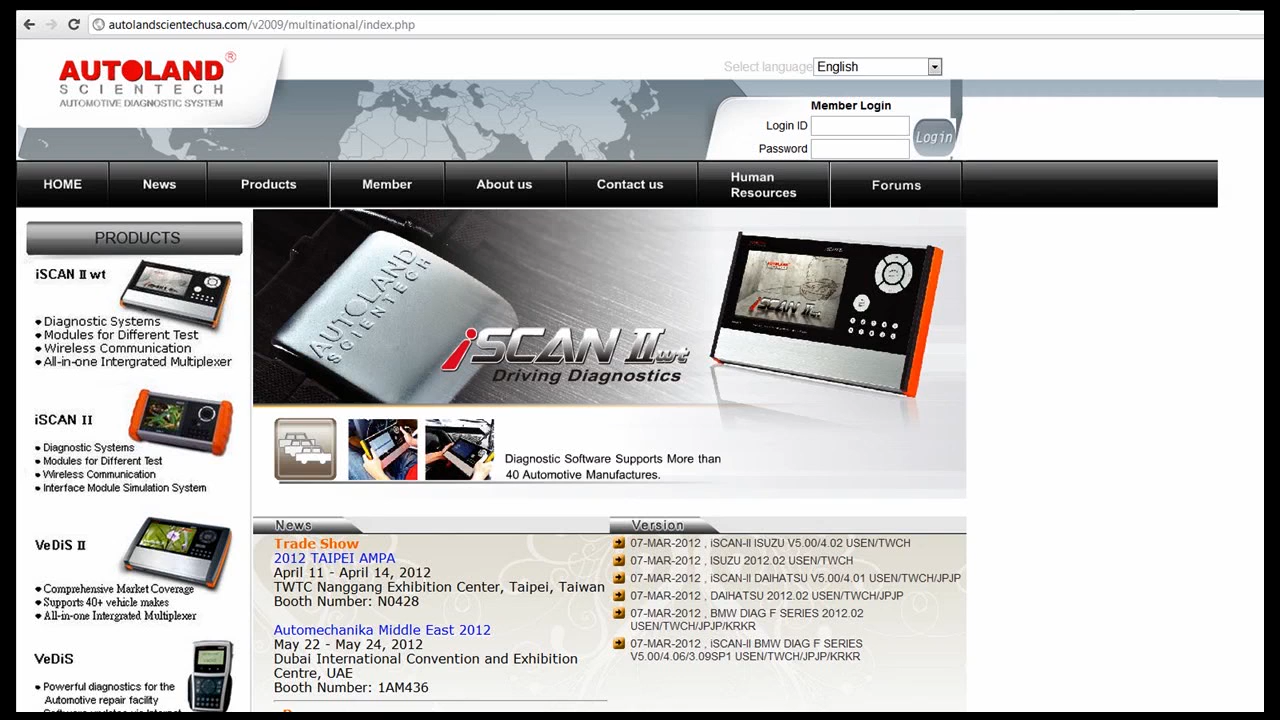 autolandscientechusa.com/v2009/multinational/index.php
AUTOLAND®
SCIENTECH
AUTOMOTIVE DIAGNOSTIC SYSTEM
Select language English
Member Login
Login ID
Password
Login
HOME News Products Member About us Contact us Human Resources Forums
PRODUCTS
iSCAN II wt
Diagnostic Systems
Modules for Different Test
Wireless Communication
All-in-one Intergrated Multiplexer
iSCAN II
Diagnostic Systems
Modules for Different Test
Wireless Communication
Interface Module Simulation System
VeDiS II
Comprehensive Market Coverage
Supports 40+ vehicle makes
All-in-one Intergrated Multiplexer
VeDiS
Powerful diagnostics for the
Automotive repair facility
Software updates via Internet
AUTOLAND
SCIENTECH
iSCAN II wt
Driving Diagnostics
Diagnostic Software Supports More than
40 Automotive Manufactures.
News
Trade Show
2012 TAIPEI AMPA
April 11 - April 14, 2012
TWTC Nanggang Exhibition Center, Taipei, Taiwan
Booth Number: N0428
Automechanika Middle East 2012
May 22 - May 24, 2012
Dubai International Convention and Exhibition
Centre, UAE
Booth Number: 1AM436
Version
07-MAR-2012 , iSCAN-II ISUZU V5.00/4.02 USEN/TWCH
07-MAR-2012 , ISUZU 2012.02 USEN/TWCH
07-MAR-2012 , iSCAN-II DAIHATSU V5.00/4.01 USEN/TWCH/JPJP
07-MAR-2012 , DAIHATSU 2012.02 USEN/TWCH/JPJP
07-MAR-2012 , BMW DIAG F SERIES 2012.02
USEN/TWCH/JPJP/KRKR
07-MAR-2012 , iSCAN-II BMW DIAG F SERIES
V5.00/4.06/3.09SP1 USEN/TWCH/JPJP/KRKR